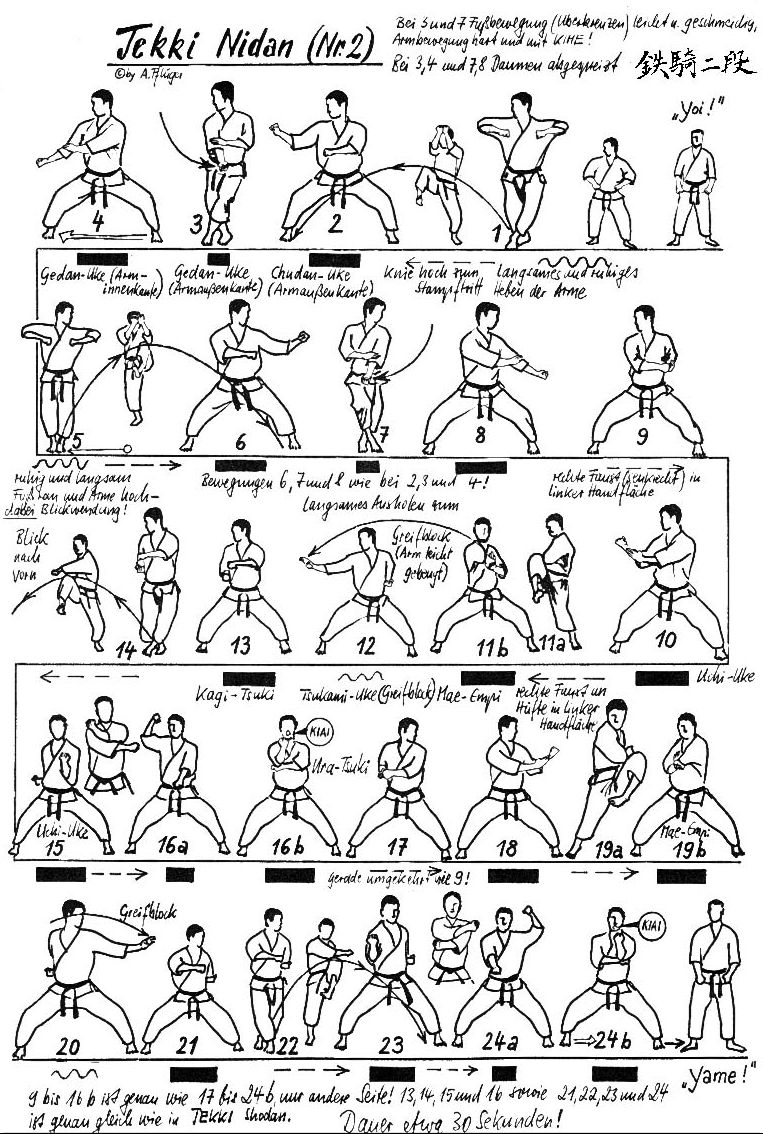 Tekki Nidan (Nr.2)
©by A.Pflüger
Bei 3 und 7 Fußbewegung (Überkreuzen) leicht u. geschmeidig,
Armbewegung hart und mit KIME!
Bei 3,4 und 7,8 Daumen abgespreizt 鉄騎二段
„Yoi!"
4 3 2 1
Gedan-Uke (Arm-
innenkante)
Gedan-Uke
(Armaußenkante)
Chudan-Uke
(Armaußenkante)
Knie hoch zum
Stampftritt
Langsames und ruhiges
Heben der Arme
5 6 7 8 9
ruhig und langsam
Fuß ran und Arme hoch-
dabei Blickwendung!
Bewegungen 6,7 und 8 wie bei 2,3 und 4!
rechte Faust (senkrecht) in
linker Handfläche
langsames Ausholen zum
Greifblock
(Arm leicht
gebeugt)
Blick
nach
vorn
14 13 12 11b 11a 10
Kagi-Tsuki
Tsukami-Uke (Greifblock)
Mae-Empi
rechte Faust an
Hüfte in linker
Handfläche
Uchi-Uke
KIAI
Ura-Tsuki
Uchi-Uke
Mae-Empi
15 16a 16b 17 18 19a 19b
gerade umgekehrt wie 9!
Greifblock
KIAI
20 21 22 23 24a 24b
„Yame!"
9 bis 16b ist genau wie 17 bis 24b, nur andere Seite! 13,14,15 und 16 sowie 21,22,23 und 24
ist genau gleich wie in TEKKI Shodan.
Dauer etwa 30 Sekunden!